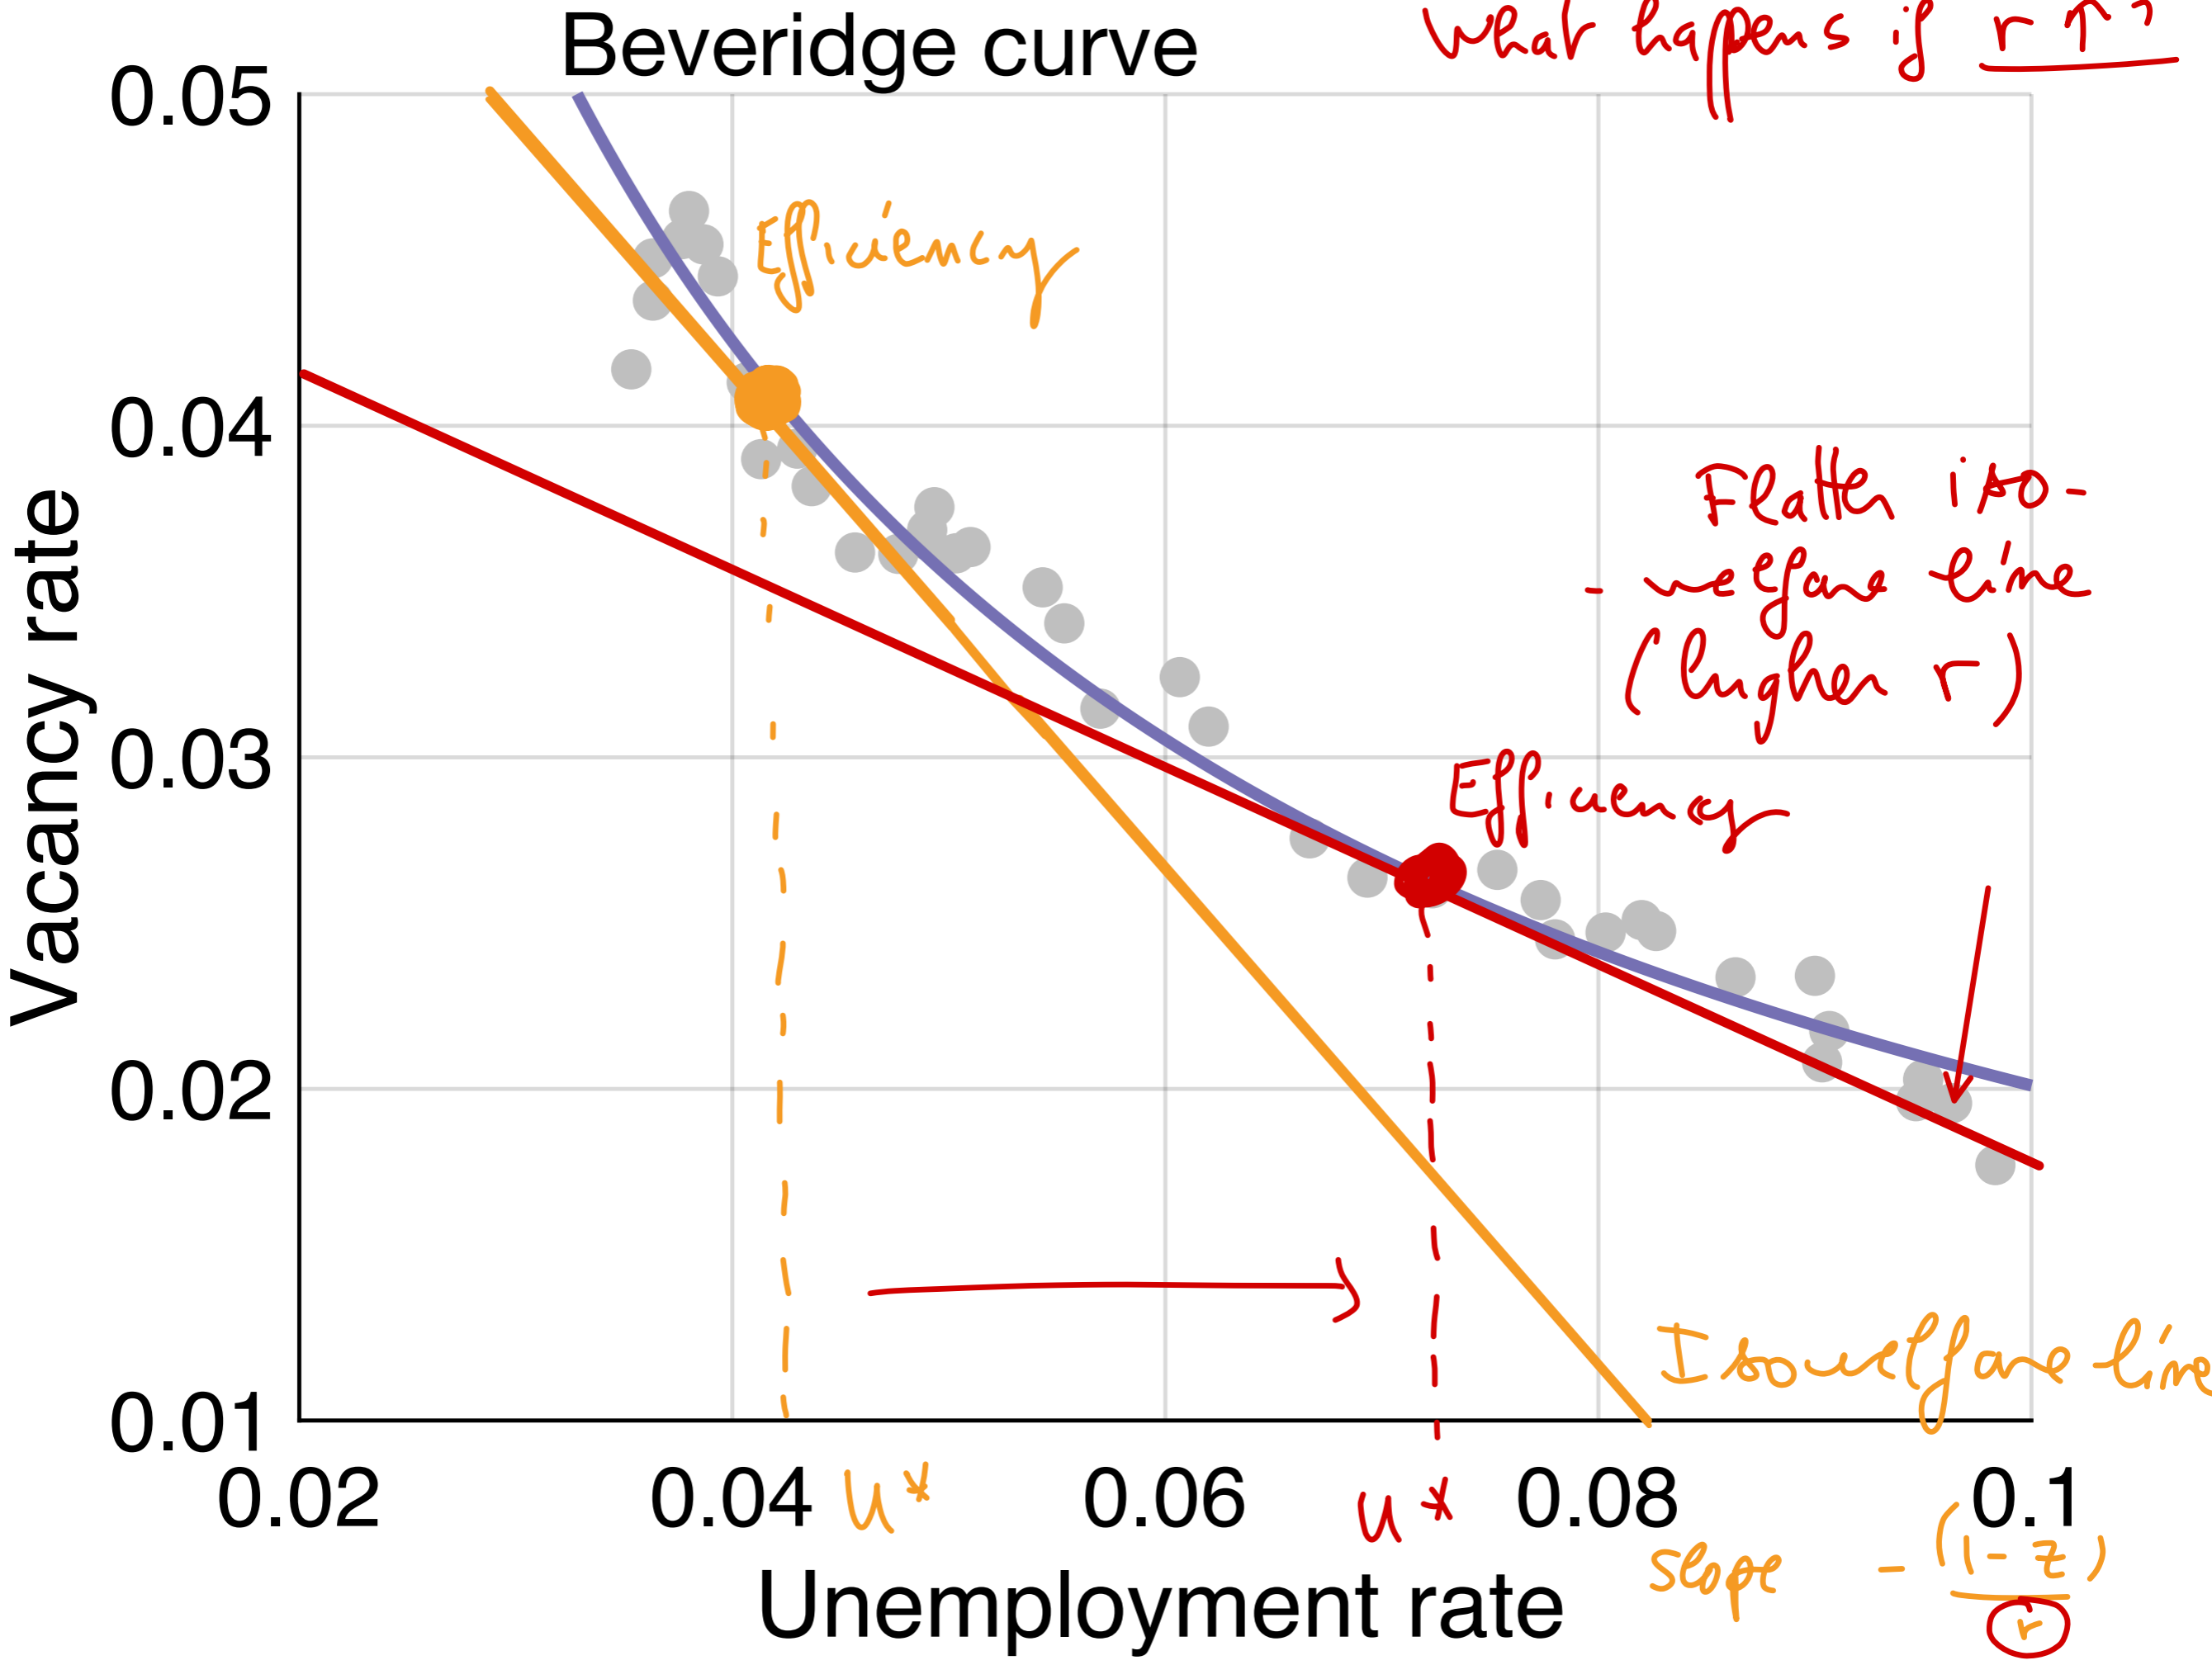 Beveridge curve
What happens if r ↑?
0.05
Efficiency
0.04
Flatter iso-
- welfare line
(higher r)
Vacancy rate
0.03
Efficiency
0.02
Isowelfare line
0.01
0.02 0.04 u* 0.06 u* 0.08 0.1
Unemployment rate
slope - (1 - z)
r